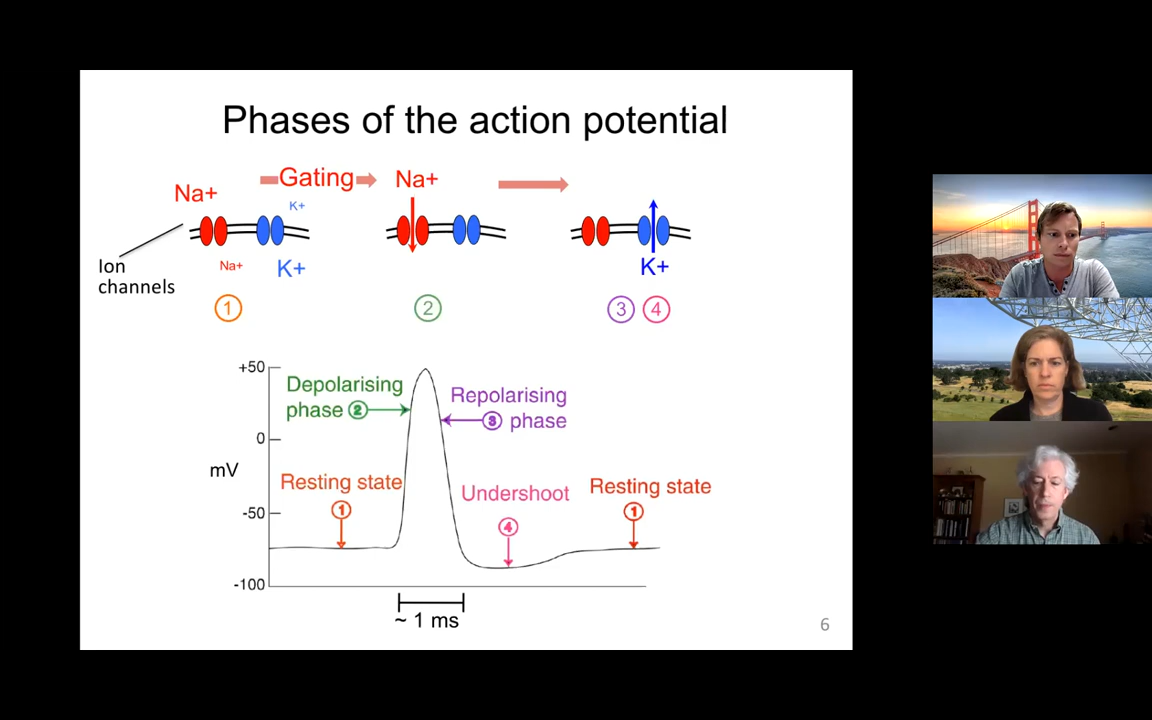 Phases of the action potential
Na+
Gating
Na+
K+
Ion
channels
Na+
K+
K+
1
2
3 4
+50
Depolarising
phase 2
Repolarising
3 phase
0
mV
Resting state
1
Undershoot
4
Resting state
1
-50
-100
~ 1 ms
6